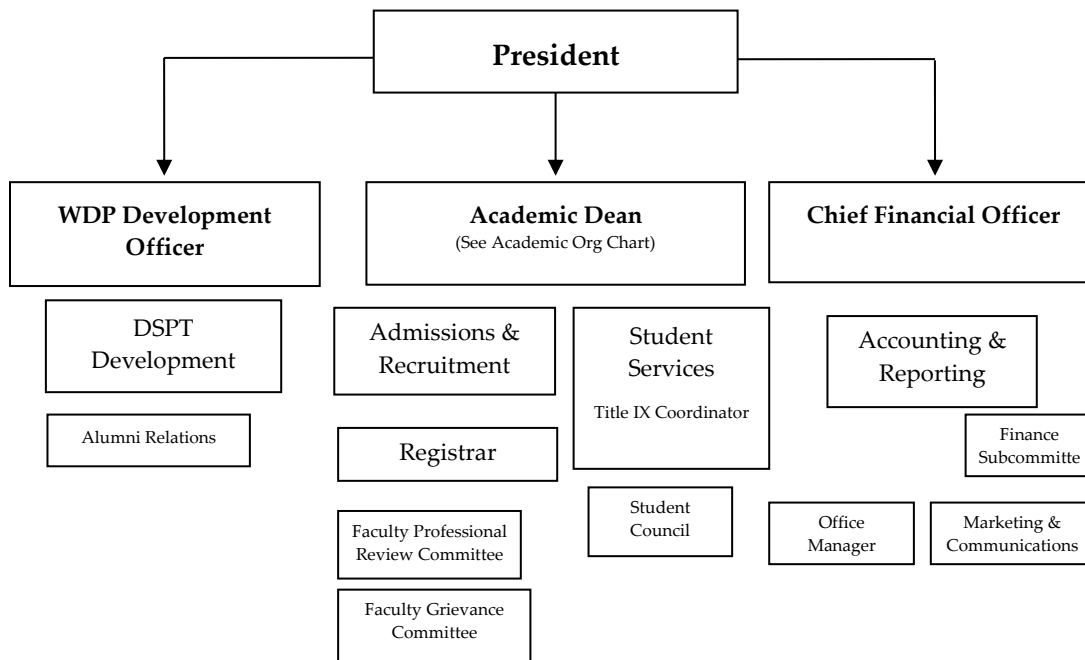 President
WDP Development
Officer
Academic Dean
(See Academic Org Chart)
Chief Financial Officer
DSPT
Development
Alumni Relations
Admissions &
Recruitment
Registrar
Faculty Professional
Review Committee
Faculty Grievance
Committee
Student
Services
Title IX Coordinator
Student
Council
Accounting &
Reporting
Finance
Subcommitte
Office
Manager
Marketing &
Communications